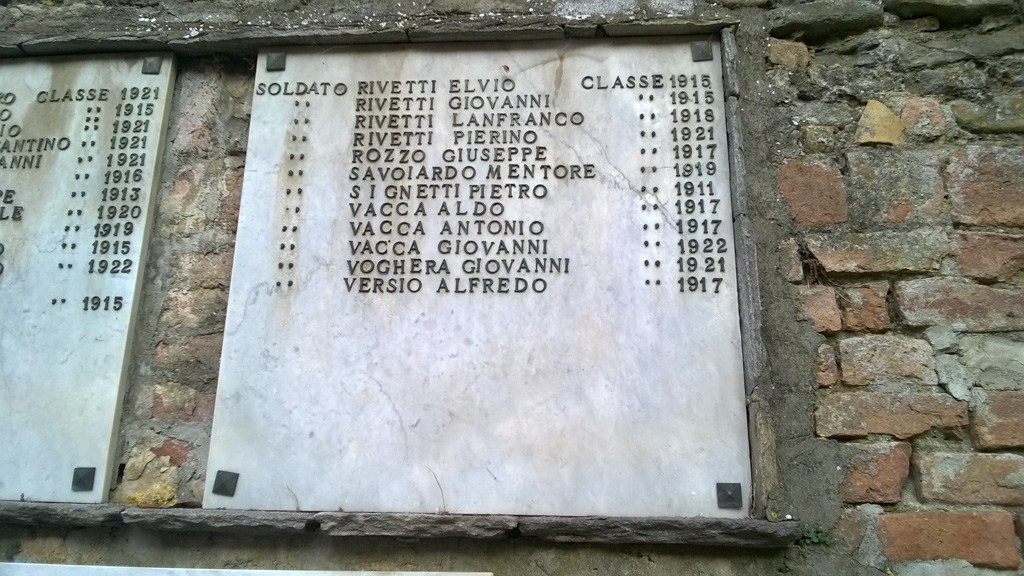 CLASSE 1921
" 1915
" 1921
" 1921
" 1921
" 1916
" 1913
" 1920
" 1919
" 1915
" 1922
" 1915
SOLDATO RIVETTI ELVIO CLASSE 1915
" RIVETTI GIOVANNI " 1915
" RIVETTI LANFRANCO " 1918
" RIVETTI PIERINO " 1921
" ROZZO GIUSEPPE " 1917
" SAVOIARDO MENTORE " 1919
" SIGNETTI PIETRO " 1911
" VACCA ALDO " 1917
" VACCA ANTONIO " 1917
" VACCA GIOVANNI " 1922
" VOGHERA GIOVANNI " 1921
" VERSIO ALFREDO " 1917